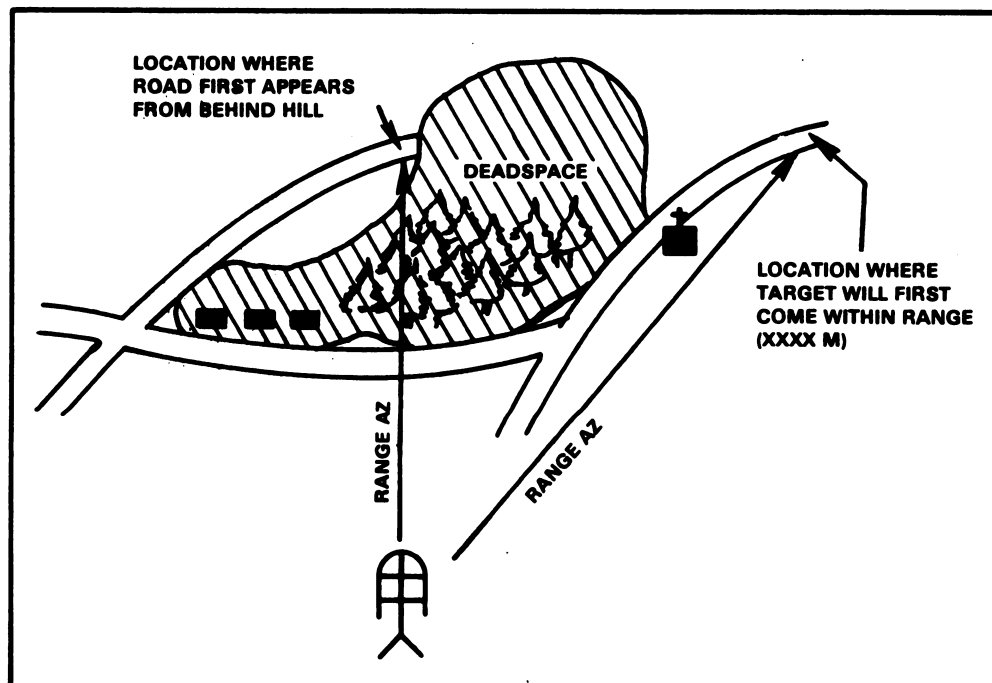 LOCATION WHERE
ROAD FIRST APPEARS
FROM BEHIND HILL
DEADSPACE
LOCATION WHERE
TARGET WILL FIRST
COME WITHIN RANGE
(XXXX M)
RANGE AZ
RANGE AZ